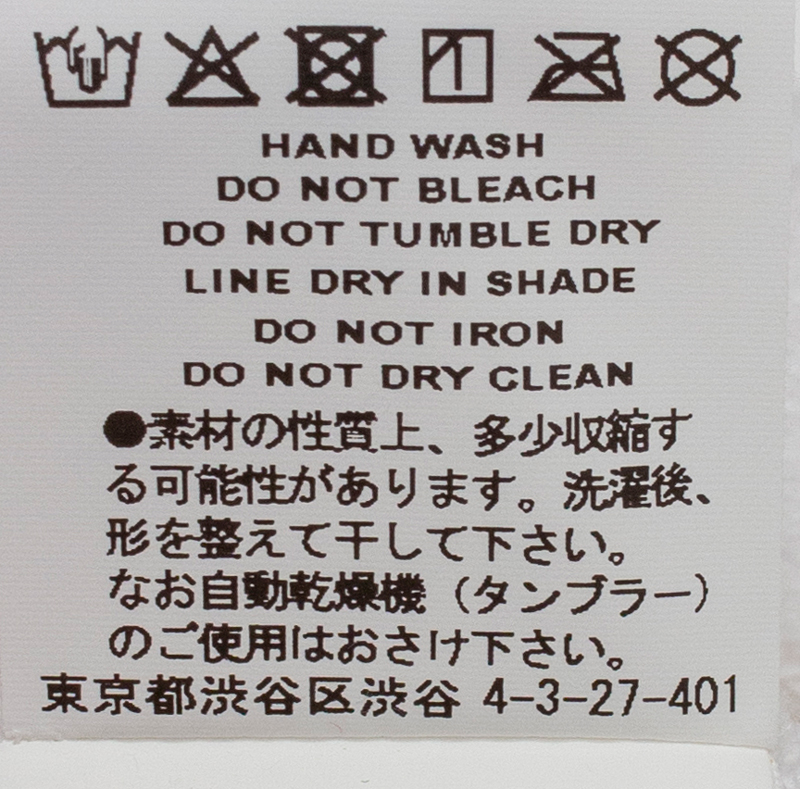 HAND WASH
DO NOT BLEACH
DO NOT TUMBLE DRY
LINE DRY IN SHADE
DO NOT IRON
DO NOT DRY CLEAN
●素材の性質上、多少収縮す
る可能性があります。洗濯後、
形を整えて干して下さい。
なお自動乾燥機（タンブラー）
のご使用はおさけ下さい。
東京都渋谷区渋谷 4-3-27-401